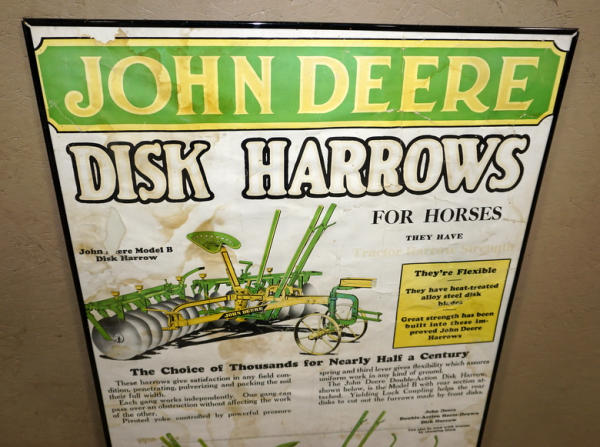 JOHN DEERE
DISK HARROWS
FOR HORSES
THEY HAVE
Tractor Harrow Strength
John Deere Model B
Disk Harrow
They're Flexible
They have heat-treated
alloy steel disk
blades
Great strength has been
built into these im-
proved John Deere
Harrows
JOHN DEERE
The Choice of Thousands for Nearly Half a Century
These harrows give satisfaction in any field con-
dition, penetrating, pulverizing and packing the soil
their full width.
Each gang works independently. One gang can
pass over an obstruction without affecting the work
of the other.
Pivoted yoke controlled by powerful pressure
spring and third lever gives flexibility which assures
uniform work in any kind of ground.
The John Deere Double-Action Disk Harrow,
shown below, is the Model B with rear section at-
tached. Yielding Lock Coupling helps the rear
disks to cut out the ridges made by front disks.
John Deere
Double-Action Horse-Drawn
Disk Harrow